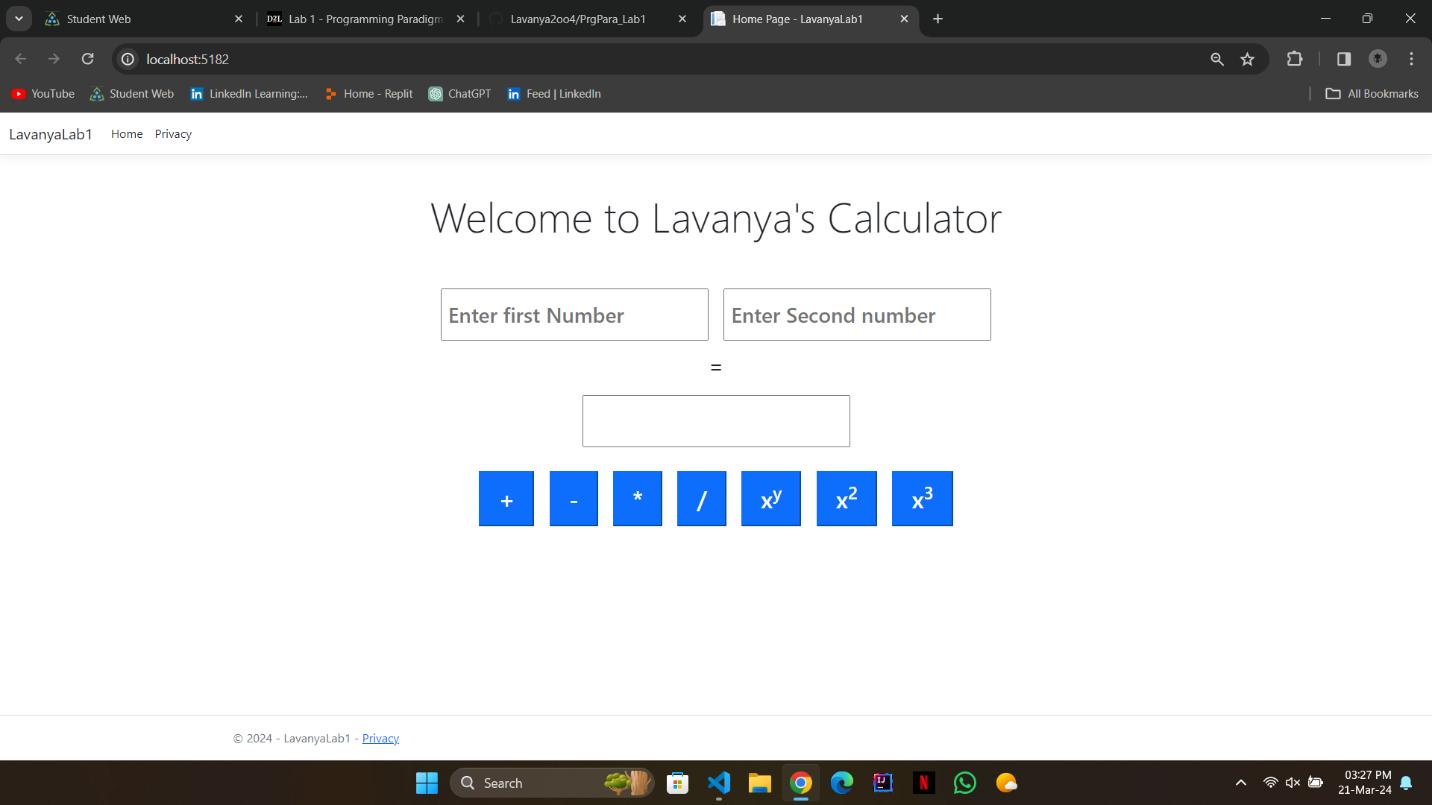 Student Web
Lab 1 - Programming Paradigm
Lavanya2oo4/PrgPara_Lab1
Home Page - LavanyaLab1
localhost:5182
YouTube
Student Web
LinkedIn Learning:...
Home - Replit
ChatGPT
Feed | LinkedIn
All Bookmarks
LavanyaLab1 Home Privacy
Welcome to Lavanya's Calculator
Enter first Number
Enter Second number
=
+ - * / x^y x² x³
© 2024 - LavanyaLab1 - Privacy
Search
03:27 PM
21-Mar-24